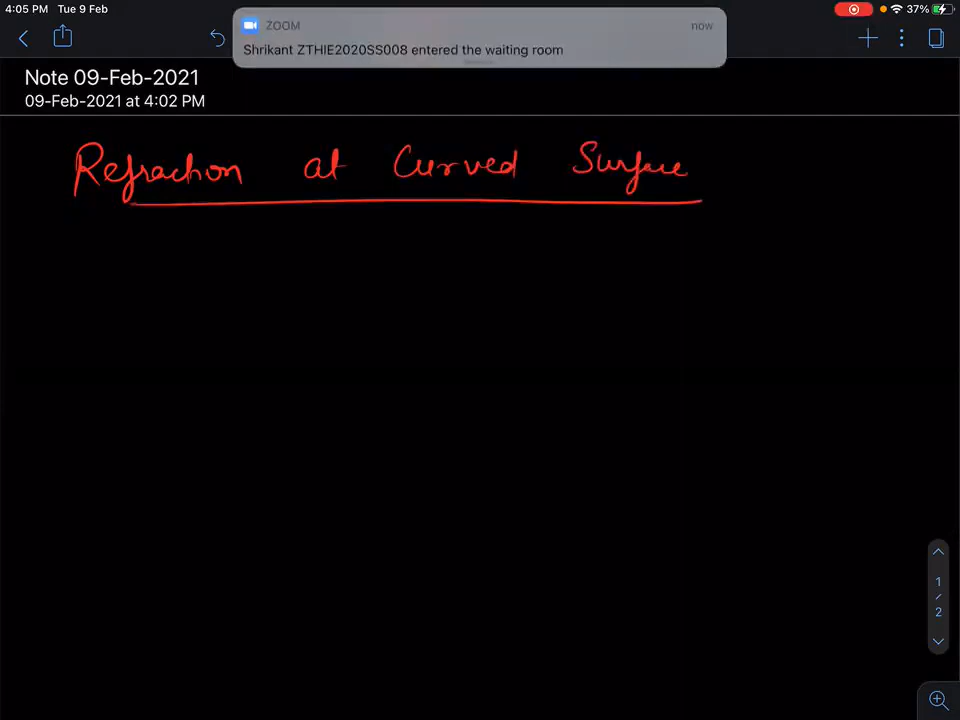 4:05 PM Tue 9 Feb
37%
ZOOM now
Shrikant ZTHIE2020SS008 entered the waiting room
Note 09-Feb-2021
09-Feb-2021 at 4:02 PM
Refraction at Curved Surface
1
/
2